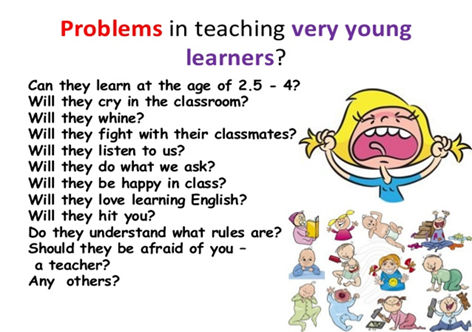 Problems in teaching very young
learners?
Can they learn at the age of 2.5 - 4?
Will they cry in the classroom?
Will they whine?
Will they fight with their classmates?
Will they listen to us?
Will they do what we ask?
Will they be happy in class?
Will they love learning English?
Will they hit you?
Do they understand what rules are?
Should they be afraid of you –
a teacher?
Any others?